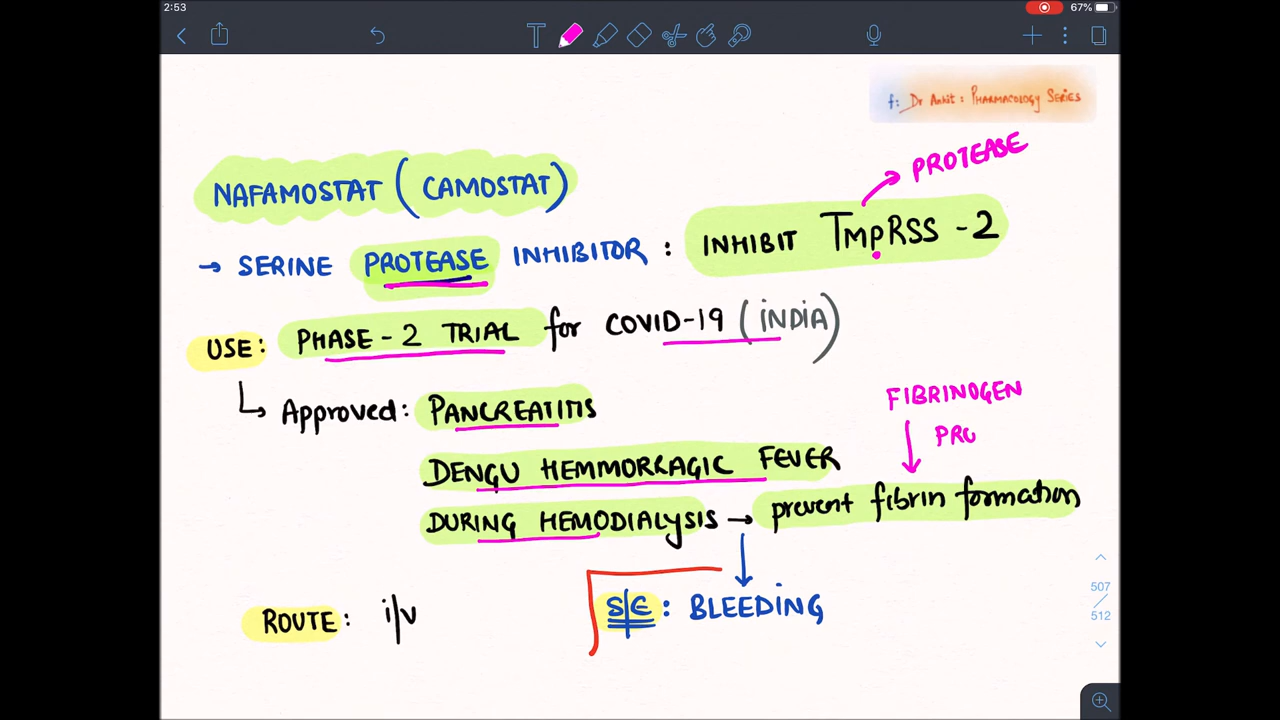 2:53
67%
f: Dr Ankit : PHARMACOLOGY SERIES
PROTEASE
NAFAMOSTAT (CAMOSTAT)
→ SERINE PROTEASE INHIBITOR : INHIBIT TmpRSS -2
USE: PHASE - 2 TRIAL for COVID-19 (INDIA)
Approved: PANCREATITIS
FIBRINOGEN
PRO
DENGU HEMMORRAGIC FEVER
DURING HEMODIALYSIS → prevent fibrin formation
ROUTE: i/v
S/E : BLEEDING
507
512